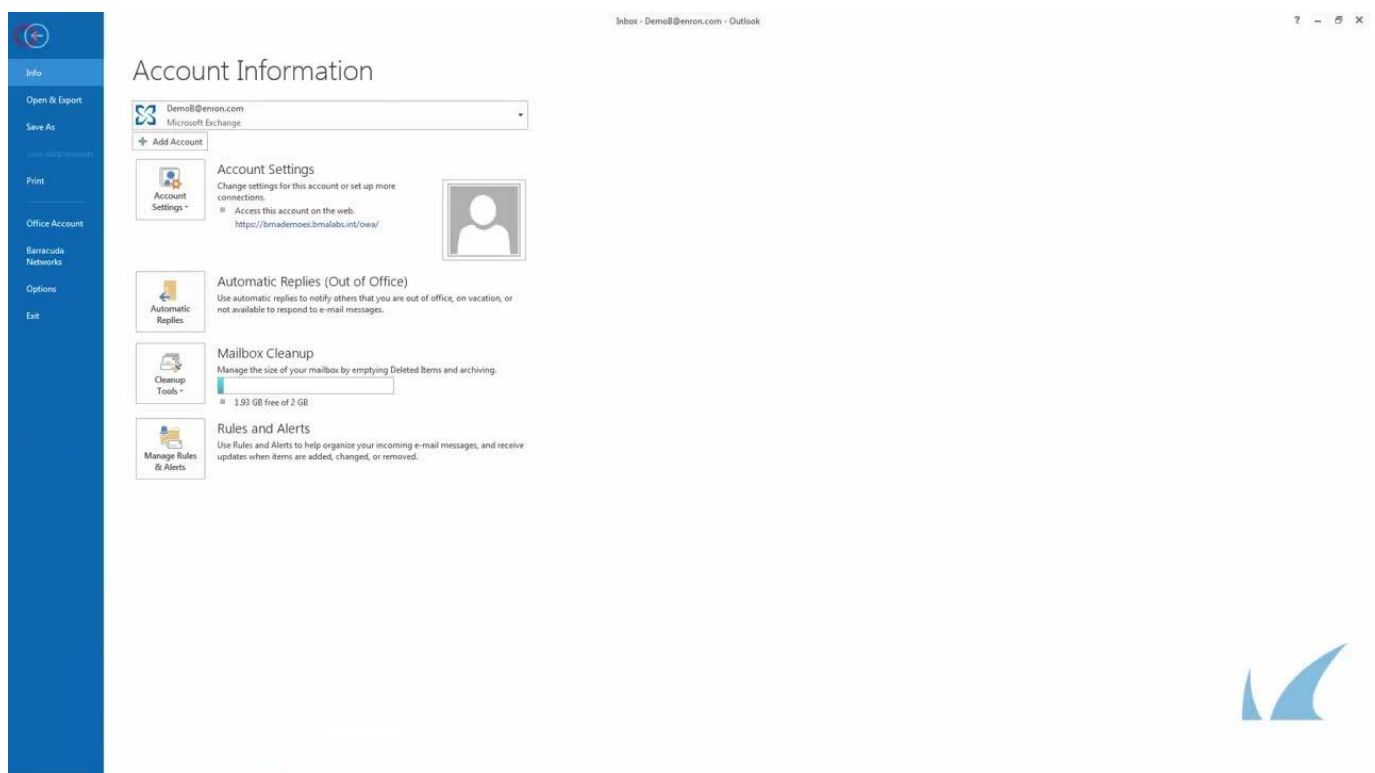 Inbox - DemoB@enron.com - Outlook
?
Info
Open & Export
Save As
Save Attachments
Print
Office Account
Barracuda
Networks
Options
Exit
Account Information
DemoB@enron.com
Microsoft Exchange
Add Account
Account
Settings
Account Settings
Change settings for this account or set up more
connections.
Access this account on the web.
https://bmademoex.bmalabs.int/owa/
Automatic
Replies
Automatic Replies (Out of Office)
Use automatic replies to notify others that you are out of office, on vacation, or
not available to respond to e-mail messages.
Cleanup
Tools
Mailbox Cleanup
Manage the size of your mailbox by emptying Deleted Items and archiving.
1.93 GB free of 2 GB
Manage Rules
& Alerts
Rules and Alerts
Use Rules and Alerts to help organize your incoming e-mail messages, and receive
updates when items are added, changed, or removed.